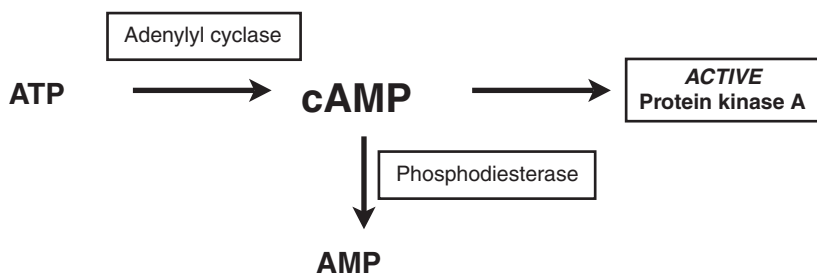 Adenylyl cyclase
ATP
cAMP
ACTIVE
Protein kinase A
Phosphodiesterase
AMP